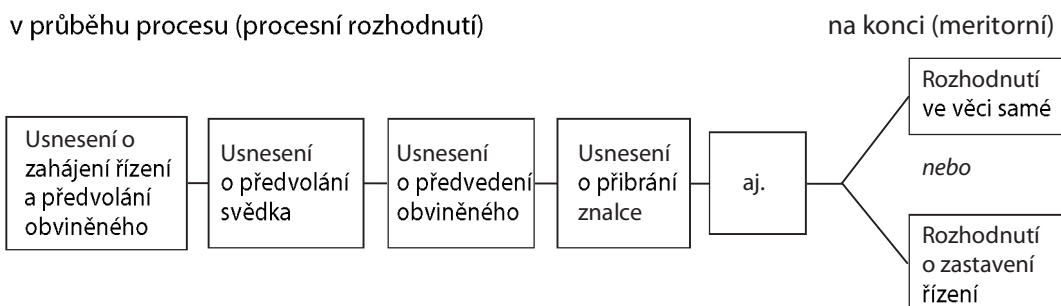 v průběhu procesu (procesní rozhodnutí)
na konci (meritorní)
Usnesení o
zahájení řízení
a předvolání
obviněného
Usnesení
o předvolání
svědka
Usnesení
o předvedení
obviněného
Usnesení
o přibrání
znalce
aj.
Rozhodnutí
ve věci samé
nebo
Rozhodnutí
o zastavení
řízení